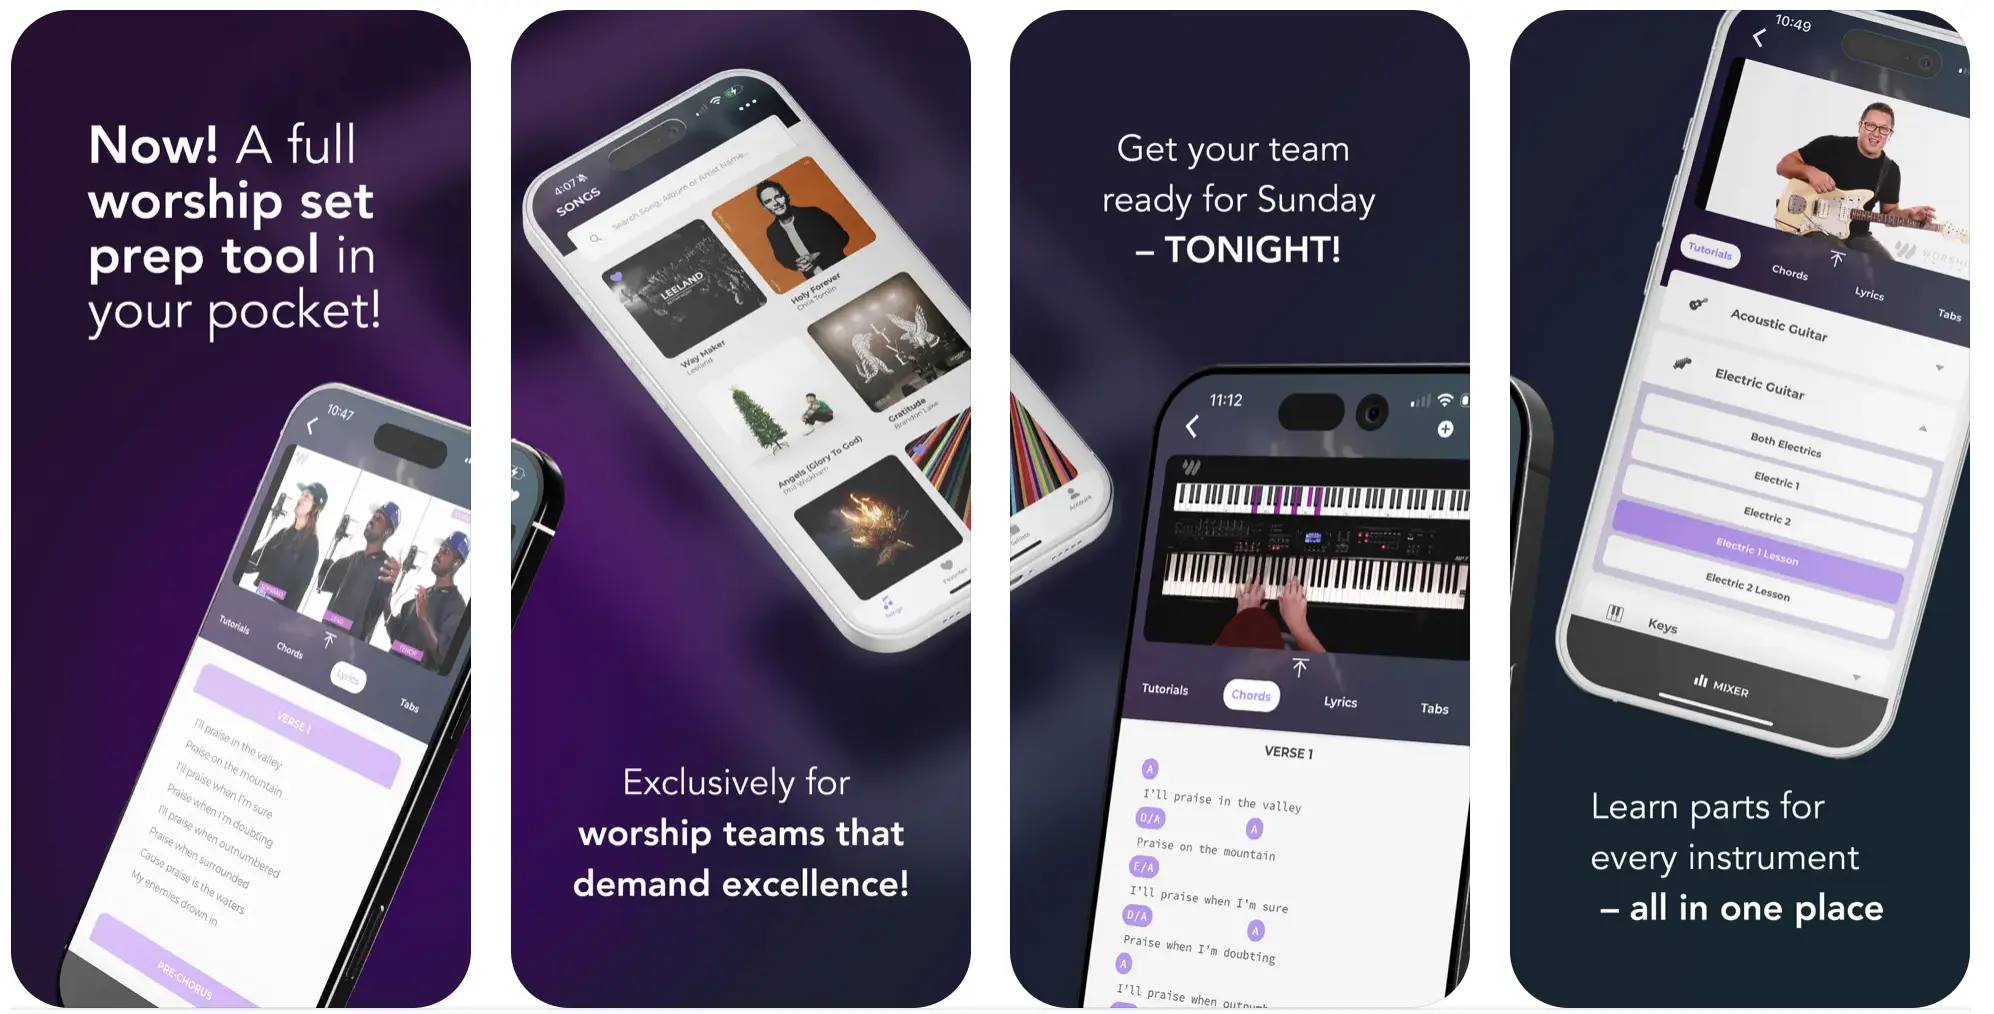 Now! A full
worship set
prep tool in
your pocket!
10:47
SOPRANO
TENOR
Tutorials
Chords
Lyrics
Tabs
VERSE 1
I'll praise in the valley
Praise on the mountain
I'll praise when I'm sure
Praise when I'm doubting
I'll praise when outnumbered
Praise when surrounded
Cause praise is the waters
My enemies drown in
PRE-CHORUS
4:07
SONGS
Search Song, Album or Artist Name...
LEELAND
Way Maker
Leeland
Holy Forever
Chris Tomlin
Angels (Glory To God)
Phil Wickham
Gratitude
Brandon Lake
Songs
Favorites
Setlists
Account
Exclusively for
worship teams that
demand excellence!
Get your team
ready for Sunday
– TONIGHT!
11:12
Tutorials
Chords
Lyrics
Tabs
VERSE 1
A
I'll praise in the valley
D/A A
Praise on the mountain
E/A
I'll praise when I'm sure
D/A A
Praise when I'm doubting
A
I'll praise when
10:49
Tutorials
Chords
Lyrics
Tabs
Acoustic Guitar
Electric Guitar
Both Electrics
Electric 1
Electric 2
Electric 1 Lesson
Electric 2 Lesson
Keys
MIXER
Learn parts for
every instrument
– all in one place